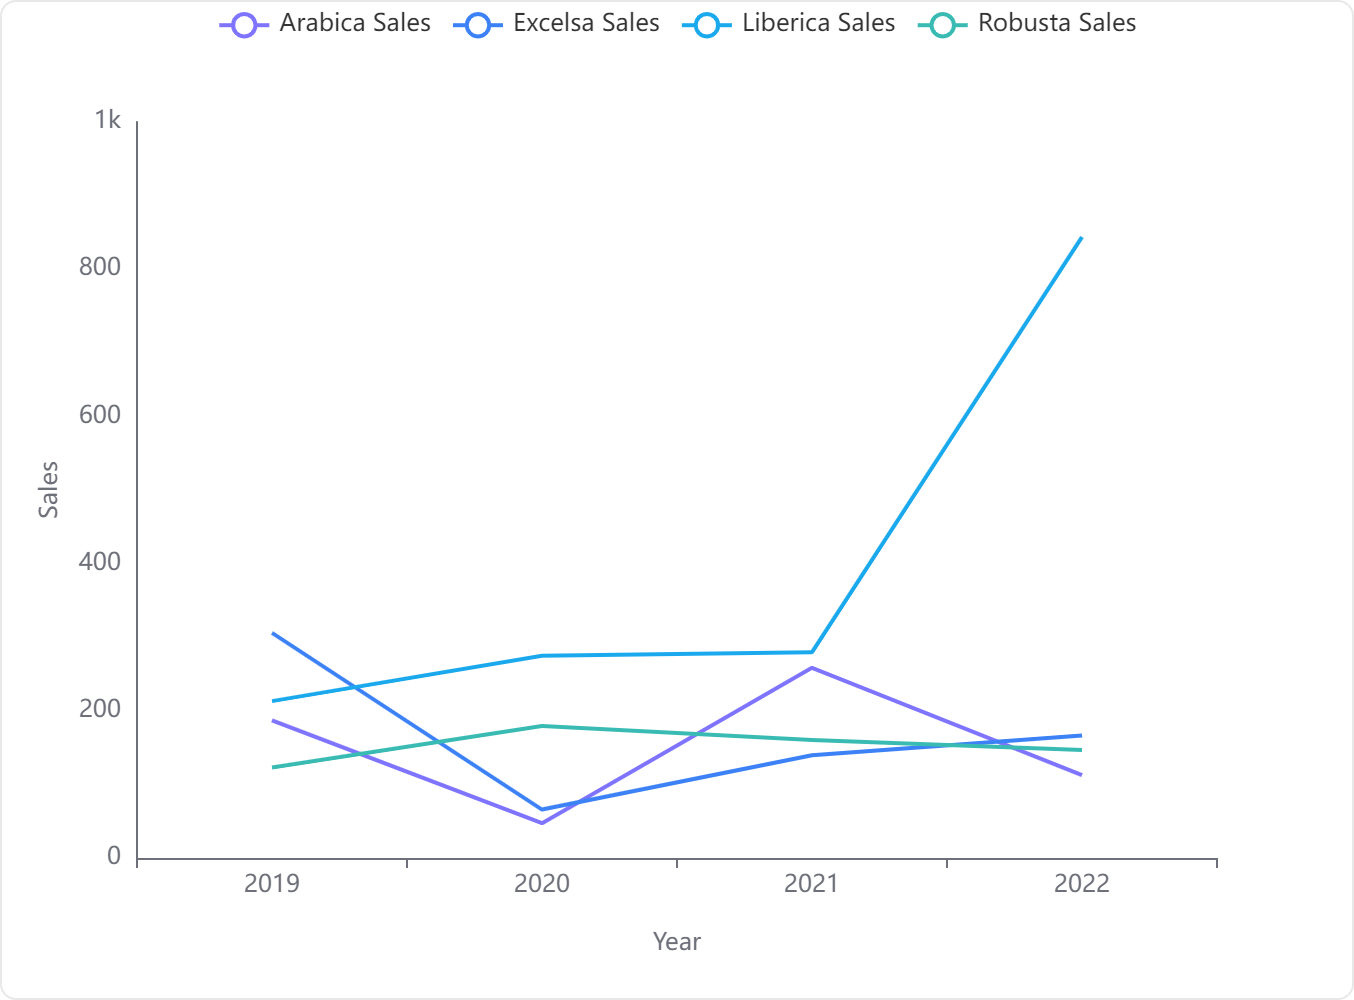 Arabica Sales Excelsa Sales Liberica Sales Robusta Sales
1k
800
600
400
200
0
Sales
2019 2020 2021 2022
Year